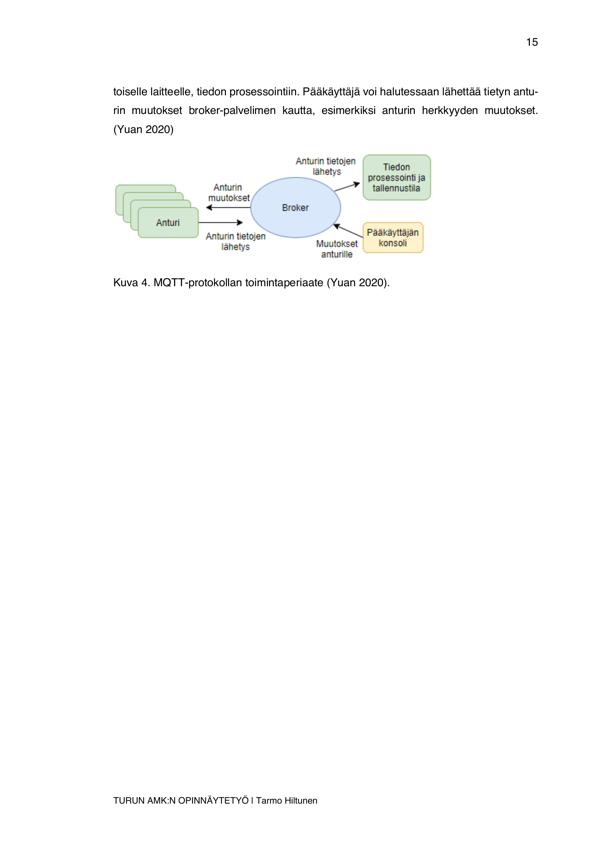 15
toiselle laitteelle, tiedon prosessointiin. Pääkäyttäjä voi halutessaan lähettää tietyn antu-
rin muutokset broker-palvelimen kautta, esimerkiksi anturin herkkyyden muutokset.
(Yuan 2020)
Anturin tietojen
lähetys
Tiedon
prosessointi ja
tallennustila
Anturin
muutokset
Broker
Anturi
Anturin tietojen
lähetys
Muutokset
anturille
Pääkäyttäjän
konsoli
Kuva 4. MQTT-protokollan toimintaperiaate (Yuan 2020).
TURUN AMK:N OPINNÄYTETYÖ | Tarmo Hiltunen